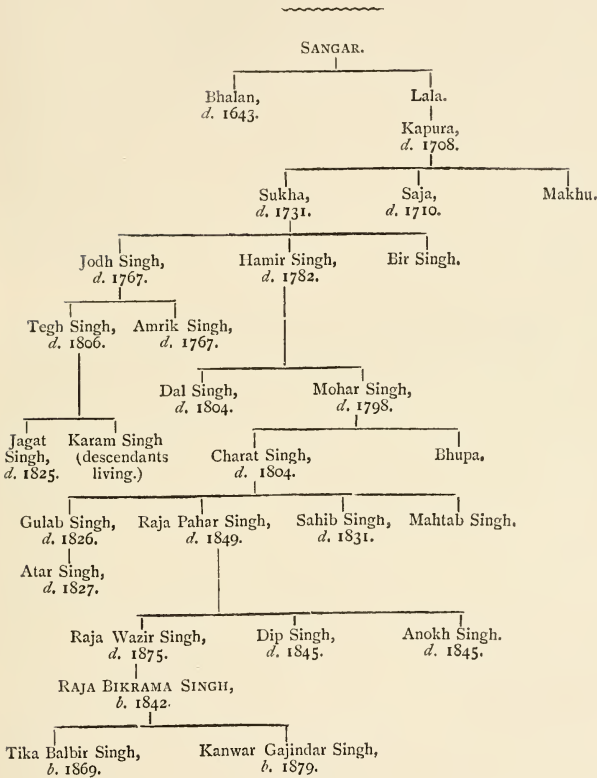 SANGAR.
Bhalan, Lala.
d. 1643.
Kapura,
d. 1708.
Sukha, Saja, Makhu.
d. 1731. d. 1710.
Jodh Singh, Hamir Singh, Bir Singh.
d. 1767. d. 1782.
Tegh Singh, Amrik Singh,
d. 1806. d. 1767.
Dal Singh, Mohar Singh,
d. 1804. d. 1798.
Jagat Karam Singh
Singh, (descendants Charat Singh, Bhupa.
d. 1825. living.) d. 1804.
Gulab Singh, Raja Pahar Singh, Sahib Singh, Mahtab Singh.
d. 1826. d. 1849. d. 1831.
Atar Singh,
d. 1827.
Raja Wazir Singh, Dip Singh, Anokh Singh.
d. 1875. d. 1845. d. 1845.
RAJA BIKRAMA SINGH,
b. 1842.
Tika Balbir Singh, Kanwar Gajindar Singh,
b. 1869. b. 1879.